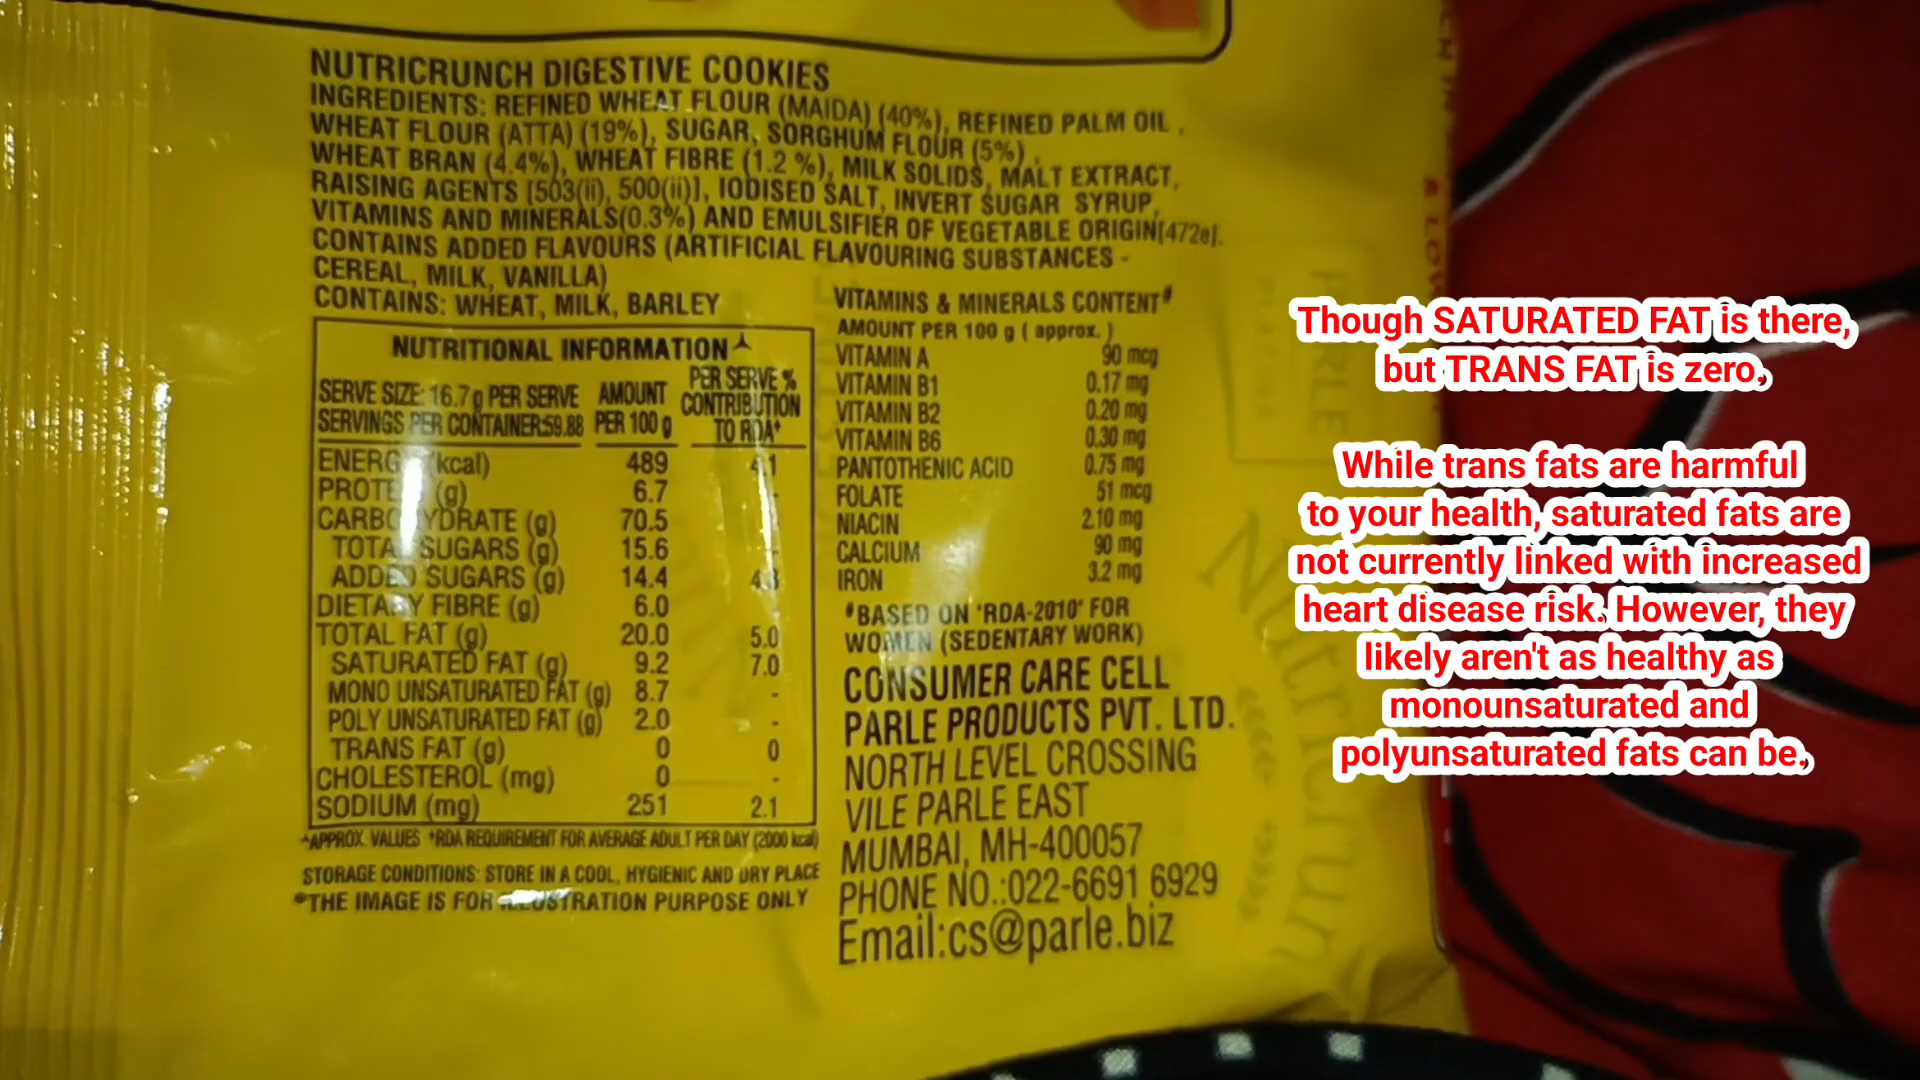 NUTRICRUNCH DIGESTIVE COOKIES
INGREDIENTS: REFINED WHEAT FLOUR (MAIDA) (40%), REFINED PALM OIL,
WHEAT FLOUR (ATTA) (19%), SUGAR, SORGHUM FLOUR (5%),
WHEAT BRAN (4.4%), WHEAT FIBRE (1.2 %), MILK SOLIDS, MALT EXTRACT,
RAISING AGENTS [503(ii), 500(ii)], IODISED SALT, INVERT SUGAR SYRUP,
VITAMINS AND MINERALS(0.3%) AND EMULSIFIER OF VEGETABLE ORIGIN[472e].
CONTAINS ADDED FLAVOURS (ARTIFICIAL FLAVOURING SUBSTANCES -
CEREAL, MILK, VANILLA)
CONTAINS: WHEAT, MILK, BARLEY
NUTRITIONAL INFORMATION
SERVE SIZE: 16.7g PER SERVE AMOUNT PER SERVE %
SERVINGS PER CONTAINER:59.88 PER 100 g CONTRIBUTION
TO RDA*
ENERGY (kcal) 489 4.1
PROTEIN (g) 6.7 -
CARBOHYDRATE (g) 70.5 -
TOTAL SUGARS (g) 15.6 -
ADDED SUGARS (g) 14.4 4.8
DIETARY FIBRE (g) 6.0 -
TOTAL FAT (g) 20.0 5.0
SATURATED FAT (g) 9.2 7.0
MONO UNSATURATED FAT (g) 8.7 -
POLY UNSATURATED FAT (g) 2.0 -
TRANS FAT (g) 0 0
CHOLESTEROL (mg) 0 -
SODIUM (mg) 251 2.1
APPROX. VALUES *RDA REQUIREMENT FOR AVERAGE ADULT PER DAY (2000 kcal)
STORAGE CONDITIONS: STORE IN A COOL, HYGIENIC AND DRY PLACE
*THE IMAGE IS FOR ILLUSTRATION PURPOSE ONLY
VITAMINS & MINERALS CONTENT#
AMOUNT PER 100 g ( approx. )
VITAMIN A 90 mcg
VITAMIN B1 0.17 mg
VITAMIN B2 0.20 mg
VITAMIN B6 0.30 mg
PANTOTHENIC ACID 0.75 mg
FOLATE 51 mcg
NIACIN 2.10 mg
CALCIUM 90 mg
IRON 3.2 mg
#BASED ON 'RDA-2010' FOR
WOMEN (SEDENTARY WORK)
CONSUMER CARE CELL
PARLE PRODUCTS PVT. LTD.
NORTH LEVEL CROSSING
VILE PARLE EAST
MUMBAI, MH-400057
PHONE NO.:022-6691 6929
Email:cs@parle.biz
PARLE
PLATINA
Nutricrun
Though SATURATED FAT is there,
but TRANS FAT is zero.
While trans fats are harmful
to your health, saturated fats are
not currently linked with increased
heart disease risk. However, they
likely aren't as healthy as
monounsaturated and
polyunsaturated fats can be.